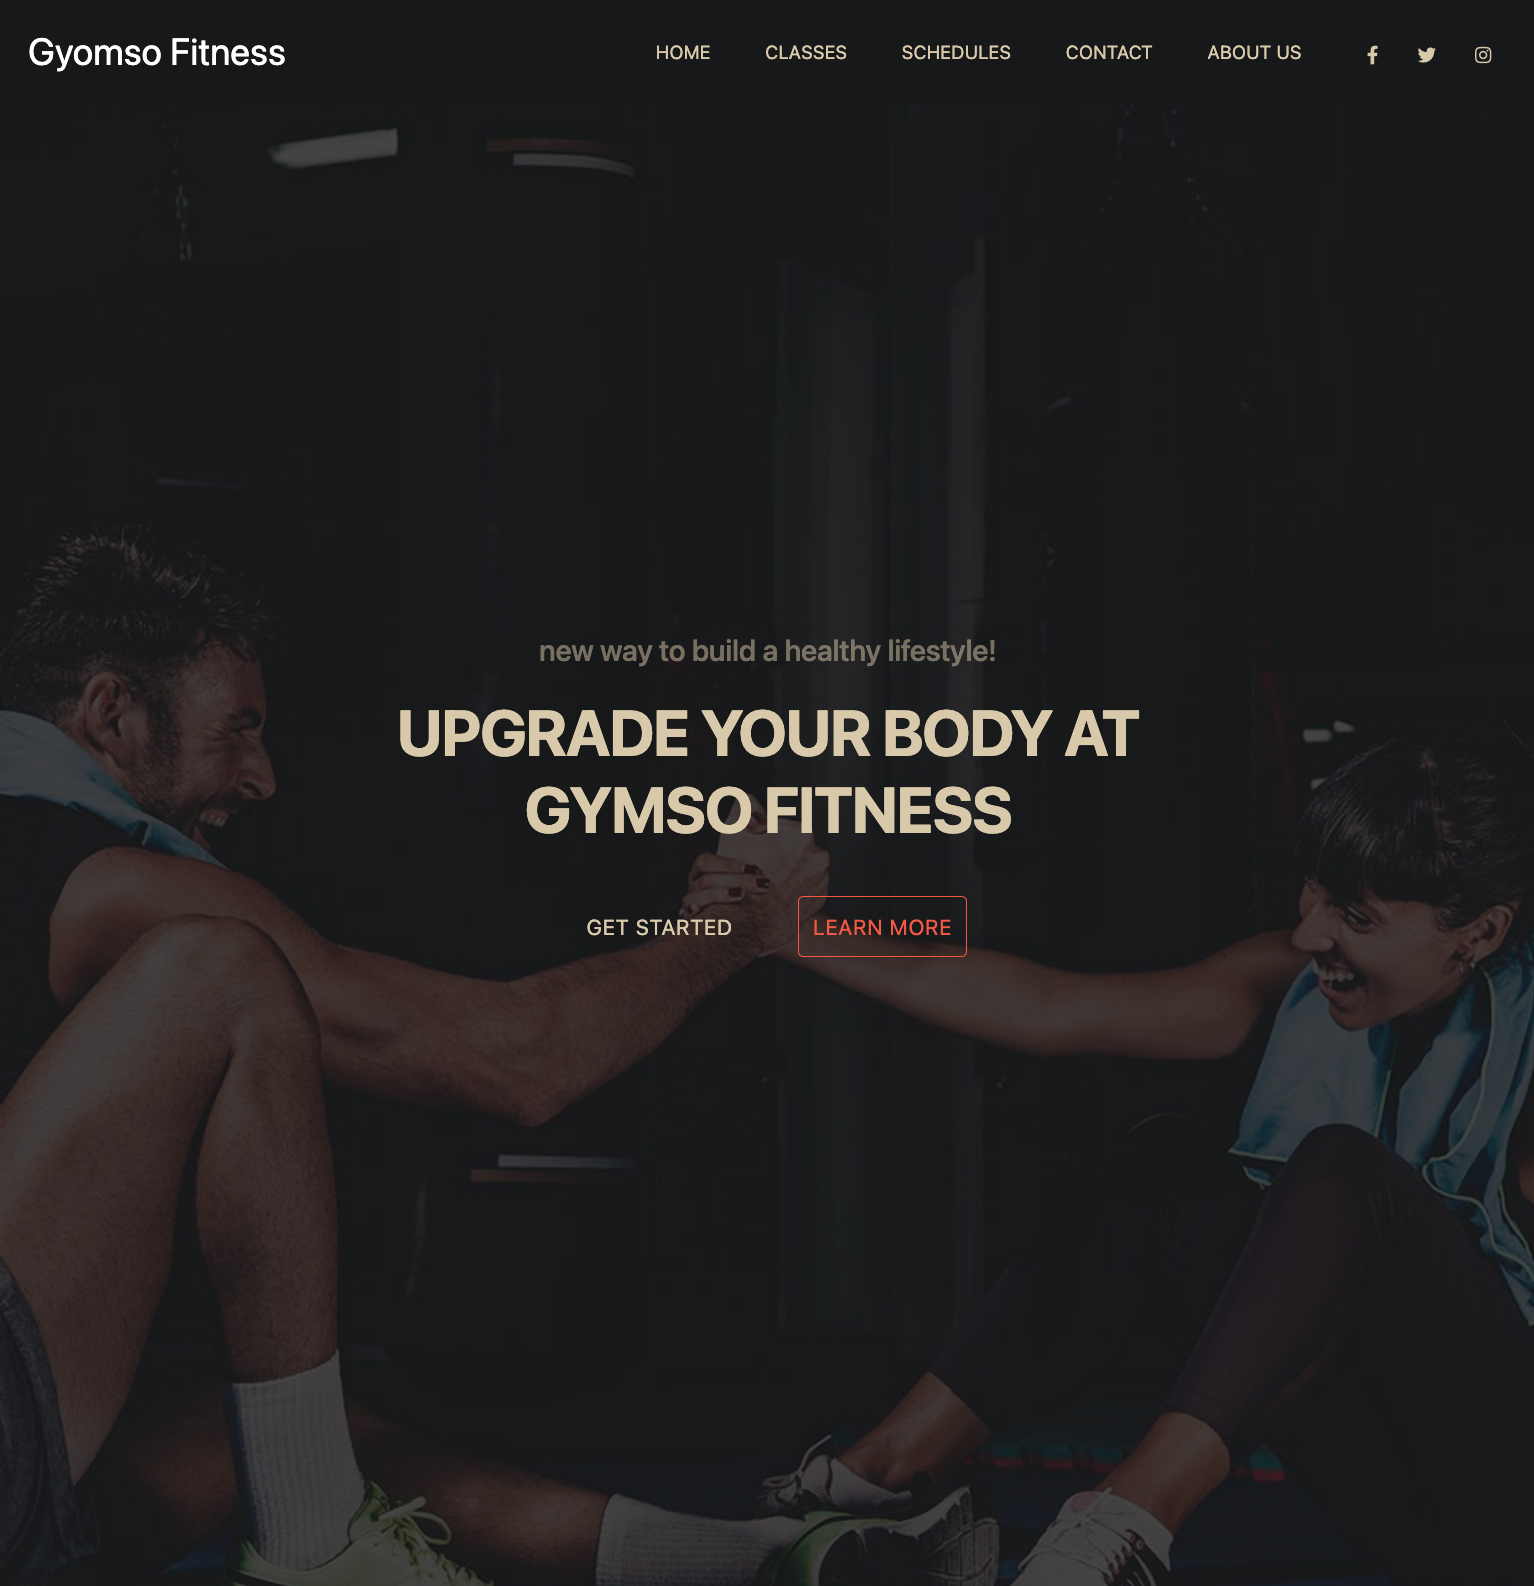 Gyomso Fitness
HOME CLASSES SCHEDULES CONTACT ABOUT US
new way to build a healthy lifestyle!
UPGRADE YOUR BODY AT
GYMSO FITNESS
GET STARTED LEARN MORE